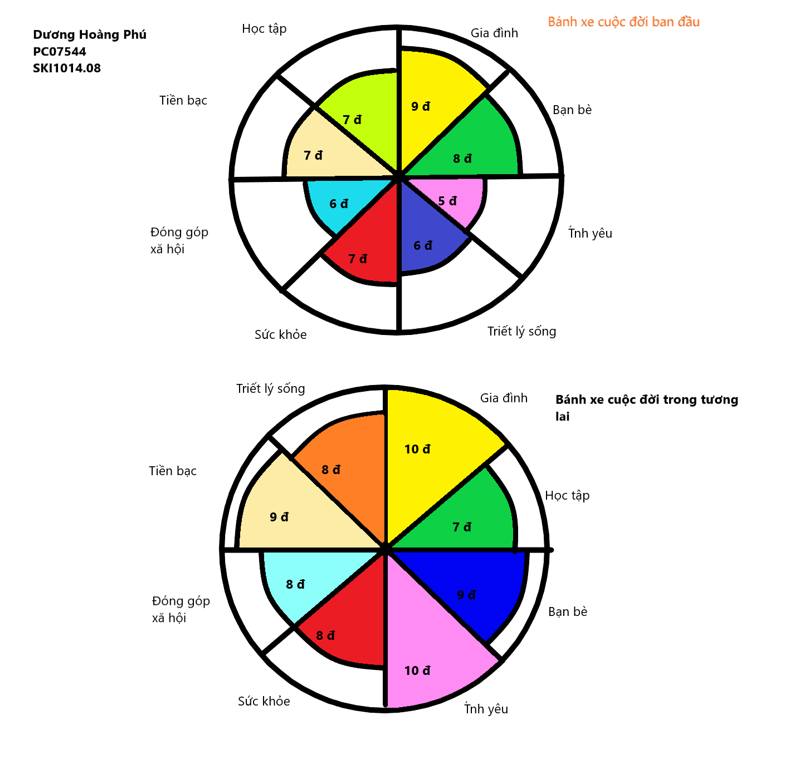 Dương Hoàng Phú
PC07544
SKI1014.08
Bánh xe cuộc đời ban đầu
Học tập
Gia đình
Tiền bạc
Bạn bè
9 đ
7 đ
7 đ
8 đ
6 đ
5 đ
Đóng góp
xã hội
Tình yêu
6 đ
7 đ
Sức khỏe
Triết lý sống
Triết lý sống
Gia đình
Bánh xe cuộc đời trong tương
lai
Tiền bạc
10 đ
8 đ
Học tập
9 đ
7 đ
8 đ
9 đ
Đóng góp
xã hội
Bạn bè
8 đ
10 đ
Sức khỏe
Tình yêu